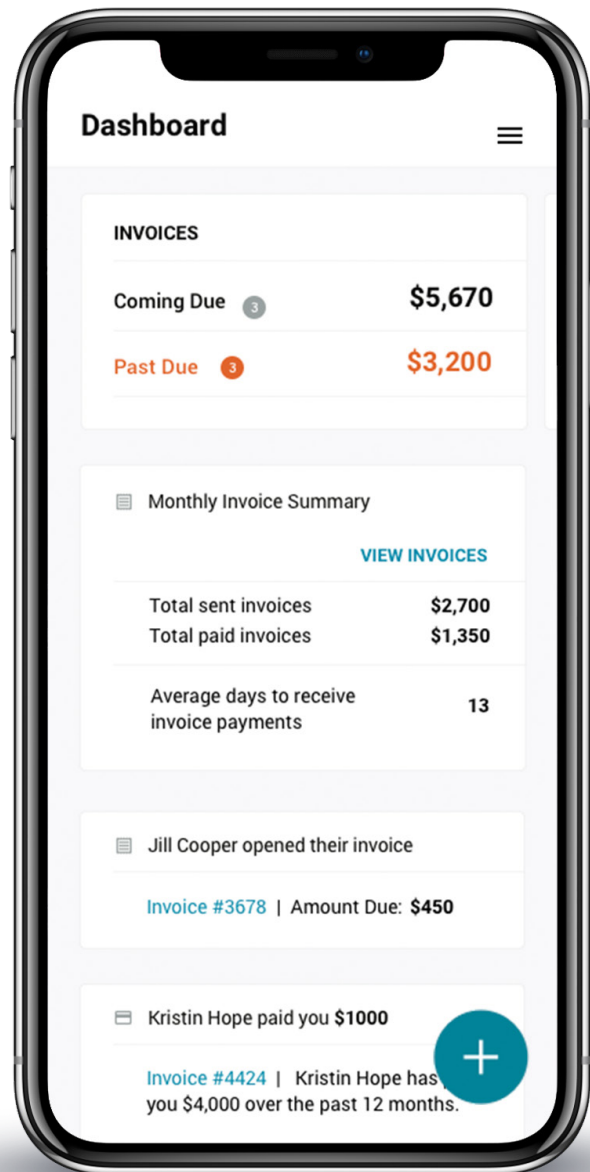 Dashboard
INVOICES
Coming Due 3 $5,670
Past Due 3 $3,200
Monthly Invoice Summary
VIEW INVOICES
Total sent invoices $2,700
Total paid invoices $1,350
Average days to receive
invoice payments 13
Jill Cooper opened their invoice
Invoice #3678 | Amount Due: $450
Kristin Hope paid you $1000
Invoice #4424 | Kristin Hope has
you $4,000 over the past 12 months.